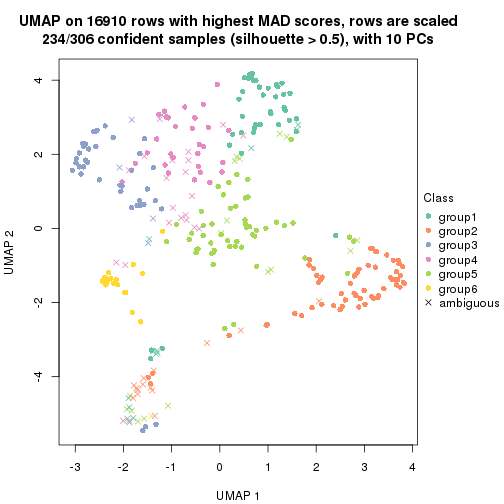 UMAP on 16910 rows with highest MAD scores, rows are scaled
234/306 confident samples (silhouette > 0.5), with 10 PCs
4
2
0
-2
-4
UMAP 2
-3
-2
-1
0
1
2
3
4
UMAP 1
Class
group1
group2
group3
group4
group5
group6
ambiguous